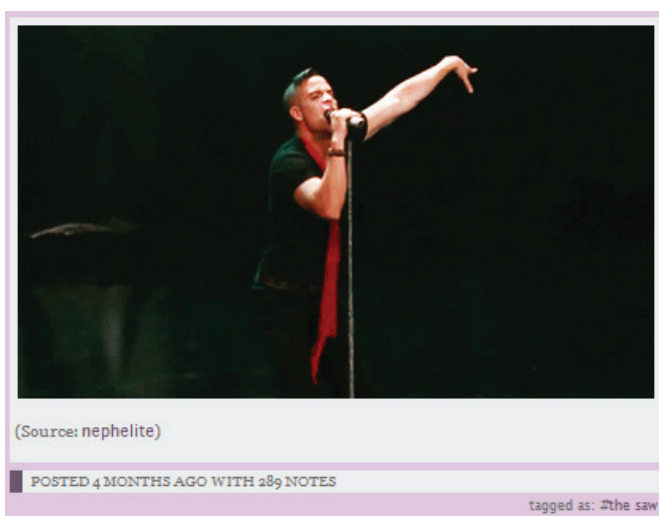 (Source: nephelite)
POSTED 4 MONTHS AGO WITH 289 NOTES
tagged as: #the saw